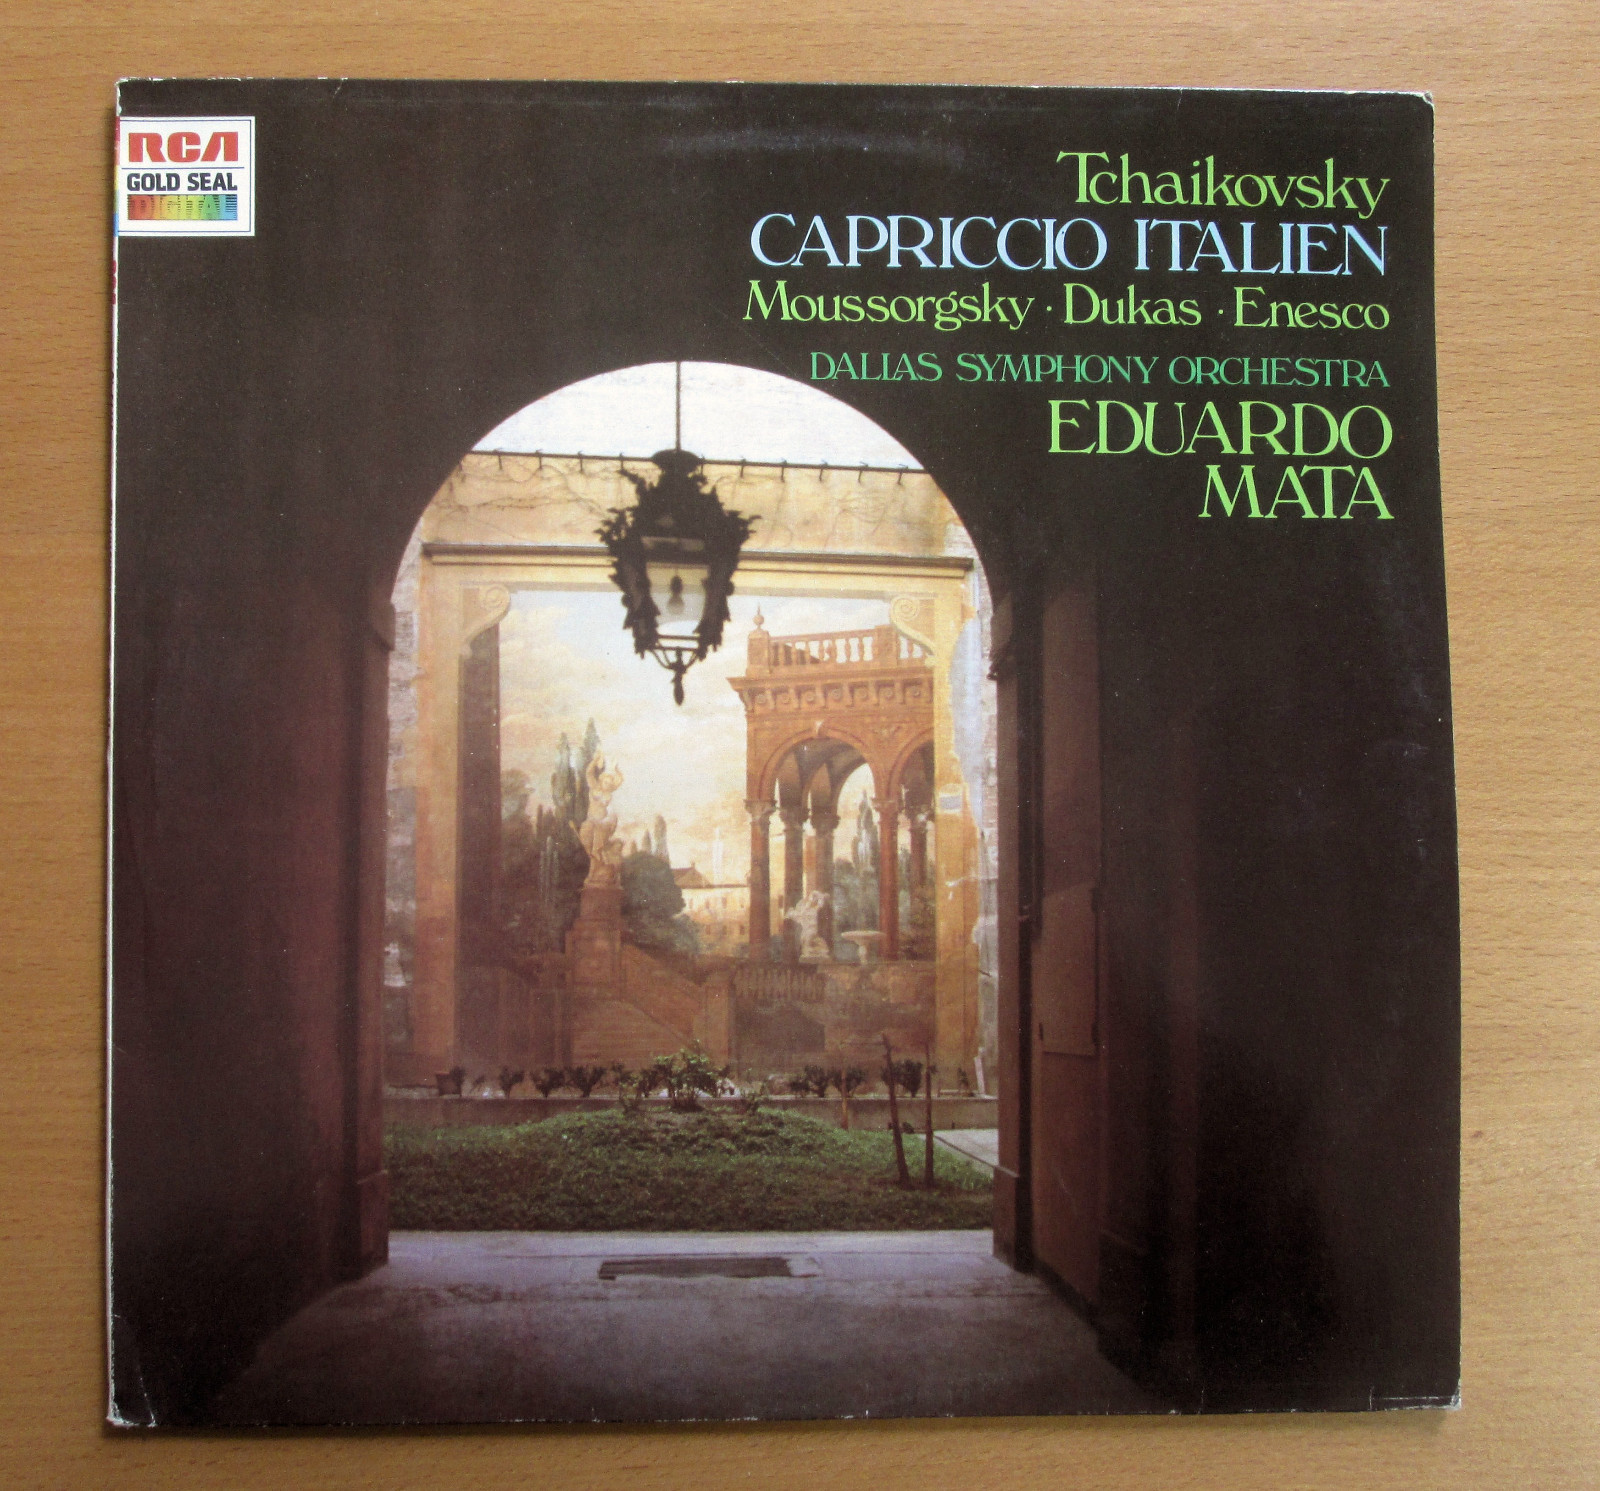 RCA
GOLD SEAL
DIGITAL
Tchaikovsky
CAPRICCIO ITALIEN
Moussorgsky · Dukas · Enesco
DALLAS SYMPHONY ORCHESTRA
EDUARDO
MATA